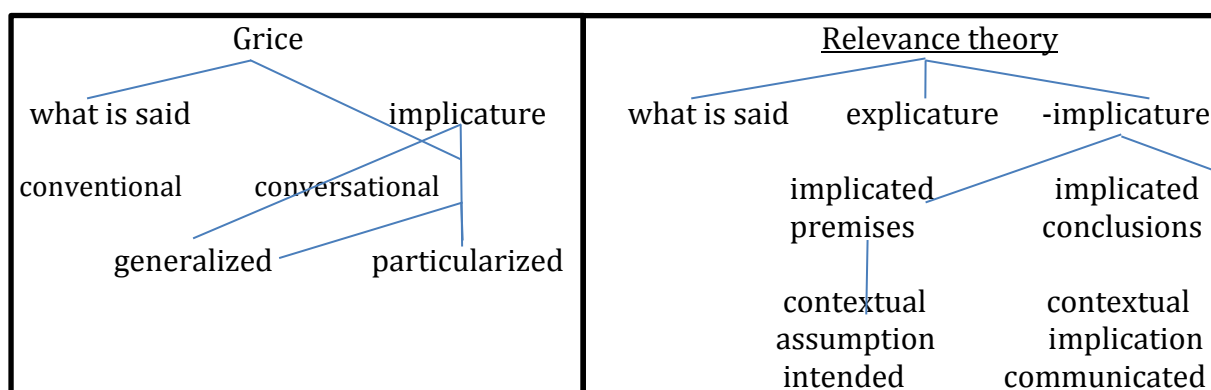 Grice
what is said implicature
conventional conversational
generalized particularized
Relevance theory
what is said explicature -implicature
implicated implicated
premises conclusions
contextual contextual
assumption implication
intended communicated